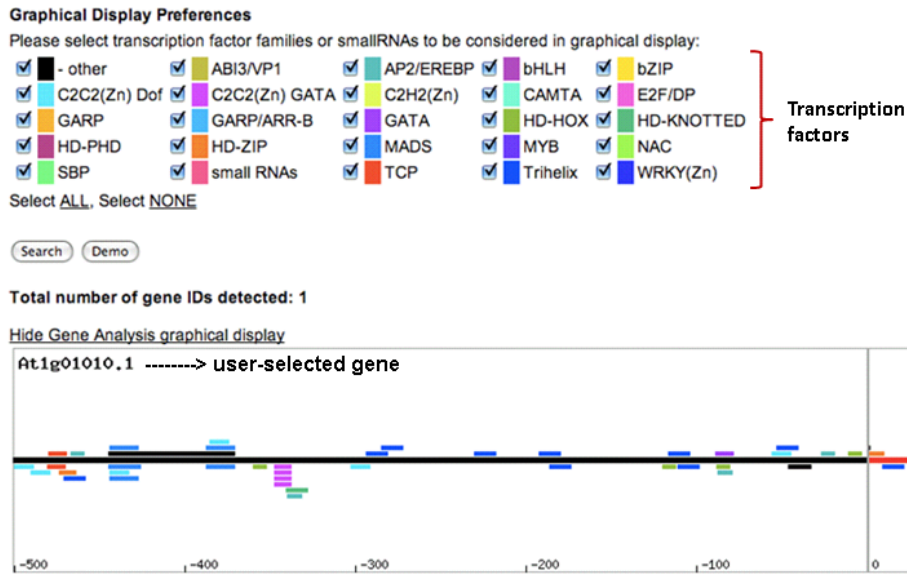 Graphical Display Preferences
Please select transcription factor families or smallRNAs to be considered in graphical display:
- other ABI3/VP1 AP2/EREBP bHLH bZIP
C2C2(Zn) Dof C2C2(Zn) GATA C2H2(Zn) CAMTA E2F/DP
GARP GARP/ARR-B GATA HD-HOX HD-KNOTTED
HD-PHD HD-ZIP MADS MYB NAC
SBP small RNAs TCP Trihelix WRKY(Zn)
Transcription
factors
Select ALL, Select NONE
Search Demo
Total number of gene IDs detected: 1
Hide Gene Analysis graphical display
At1g01010.1 --------> user-selected gene
-500 -400 -300 -200 -100 0